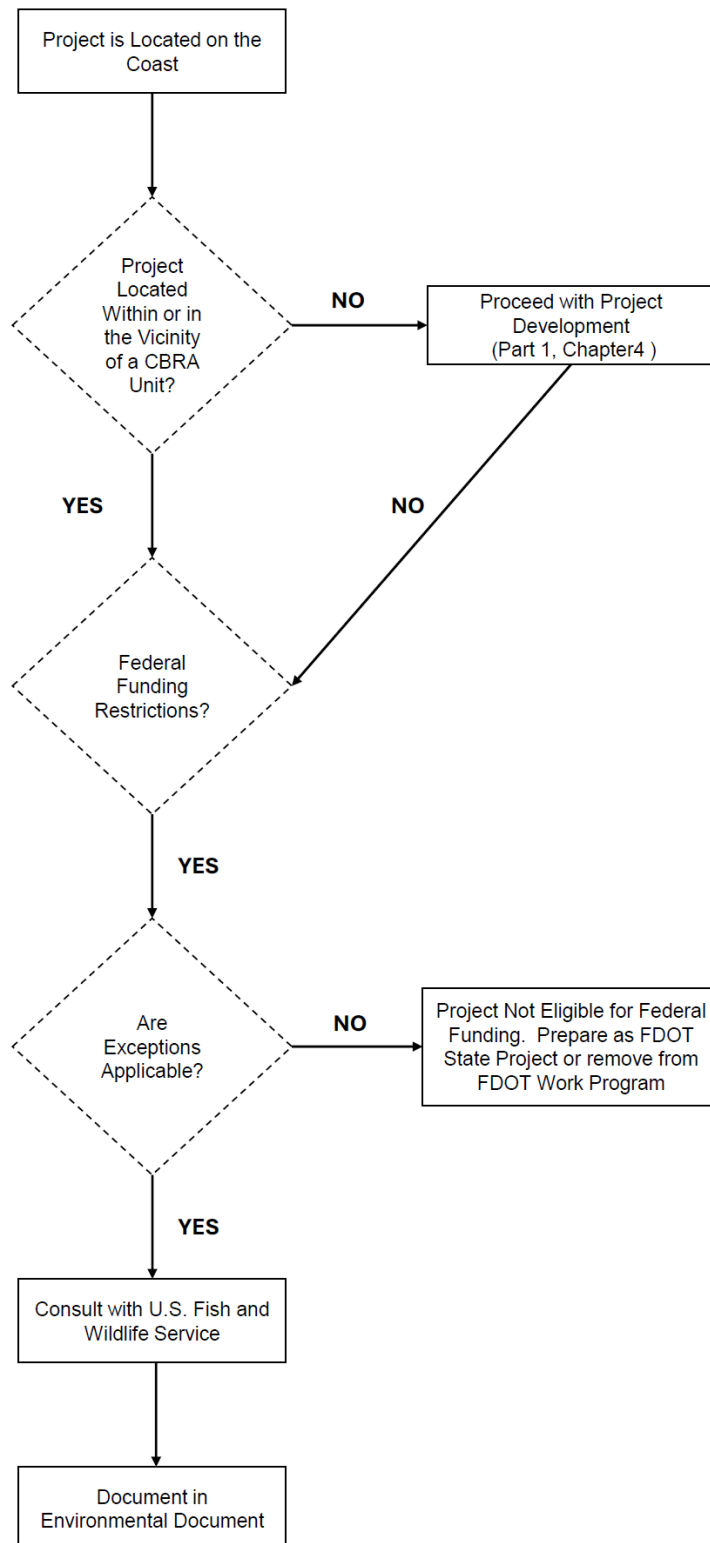 Project is Located on the
Coast
Project
Located
Within or in
the Vicinity
of a CBRA
Unit?
NO
Proceed with Project
Development
(Part 1, Chapter4 )
YES
NO
Federal
Funding
Restrictions?
YES
Are
Exceptions
Applicable?
NO
Project Not Eligible for Federal
Funding.  Prepare as FDOT
State Project or remove from
FDOT Work Program
YES
Consult with U.S. Fish and
Wildlife Service
Document in
Environmental Document